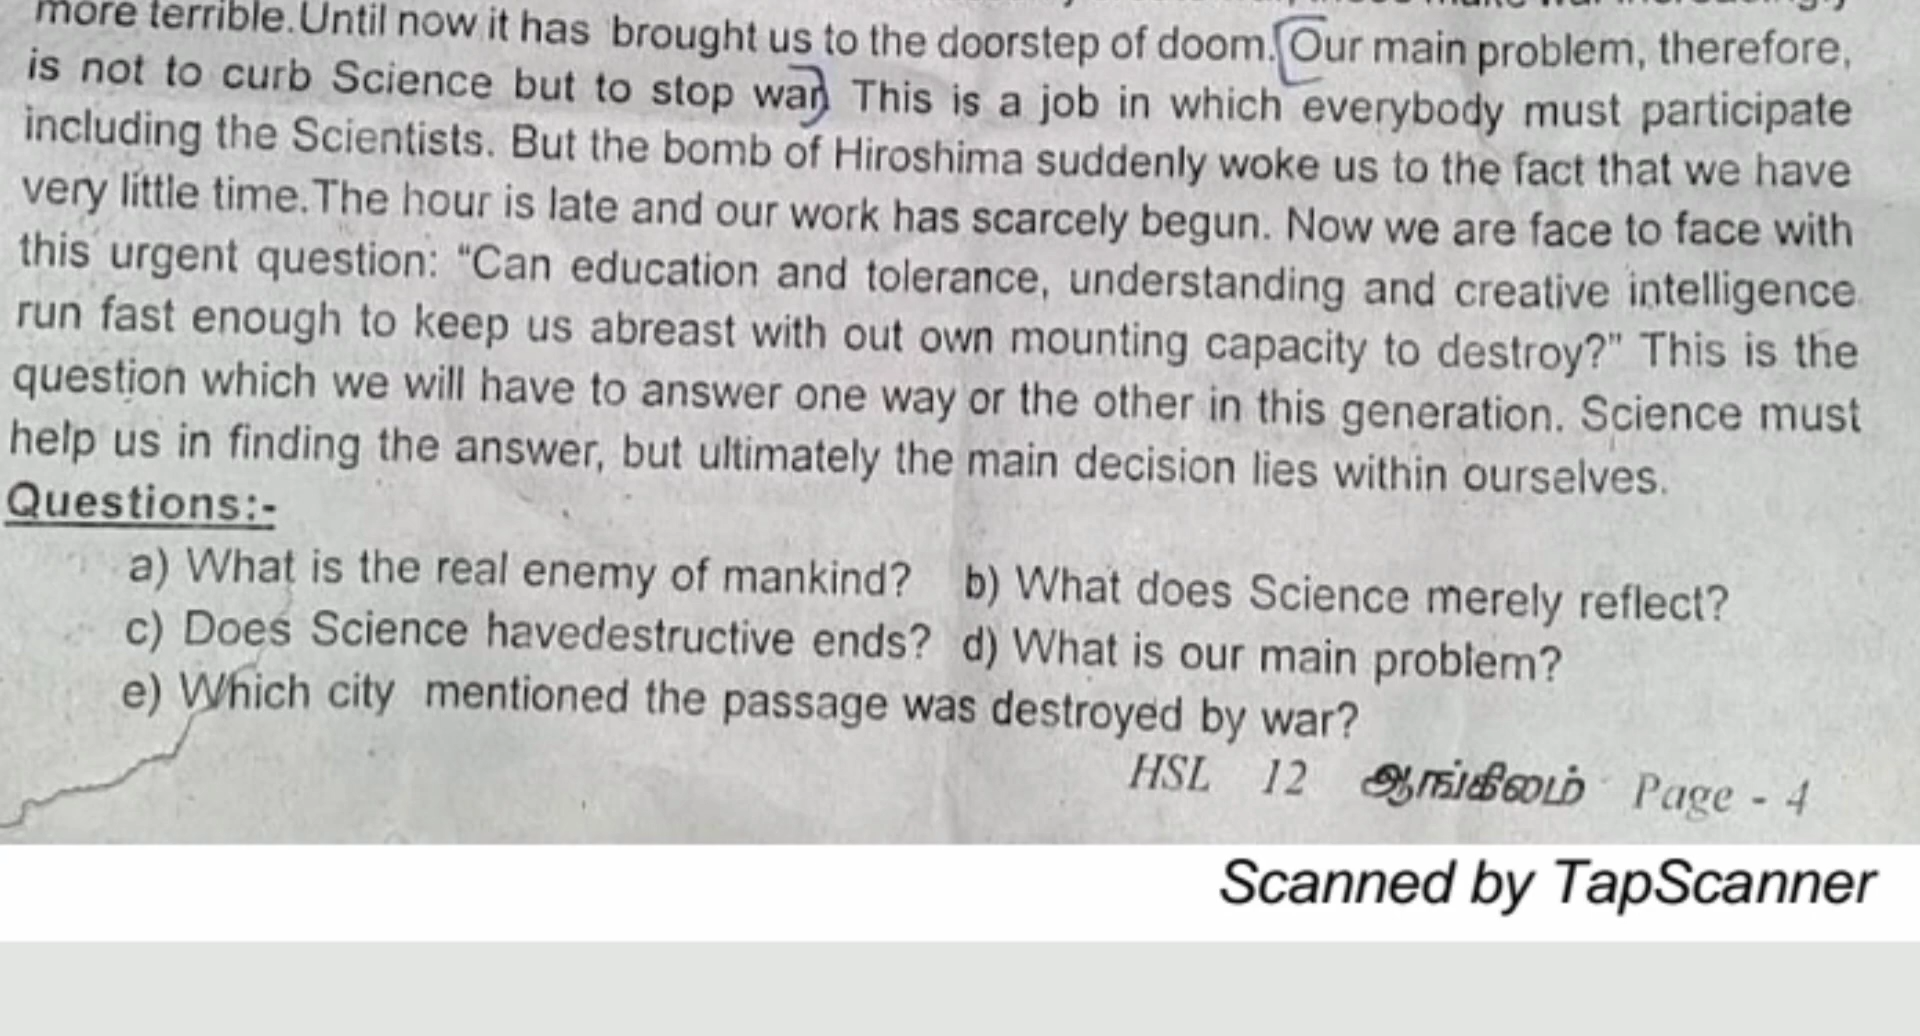 more terrible.Until now it has brought us to the doorstep of doom. Our main problem, therefore,
is not to curb Science but to stop war This is a job in which everybody must participate
including the Scientists. But the bomb of Hiroshima suddenly woke us to the fact that we have
very little time.The hour is late and our work has scarcely begun. Now we are face to face with
this urgent question: "Can education and tolerance, understanding and creative intelligence
run fast enough to keep us abreast with out own mounting capacity to destroy?" This is the
question which we will have to answer one way or the other in this generation. Science must
help us in finding the answer, but ultimately the main decision lies within ourselves.
Questions:-
a) What is the real enemy of mankind? b) What does Science merely reflect?
c) Does Science havedestructive ends? d) What is our main problem?
e) Which city mentioned the passage was destroyed by war?
HSL 12 ஆங்கிலம் Page - 4
Scanned by TapScanner